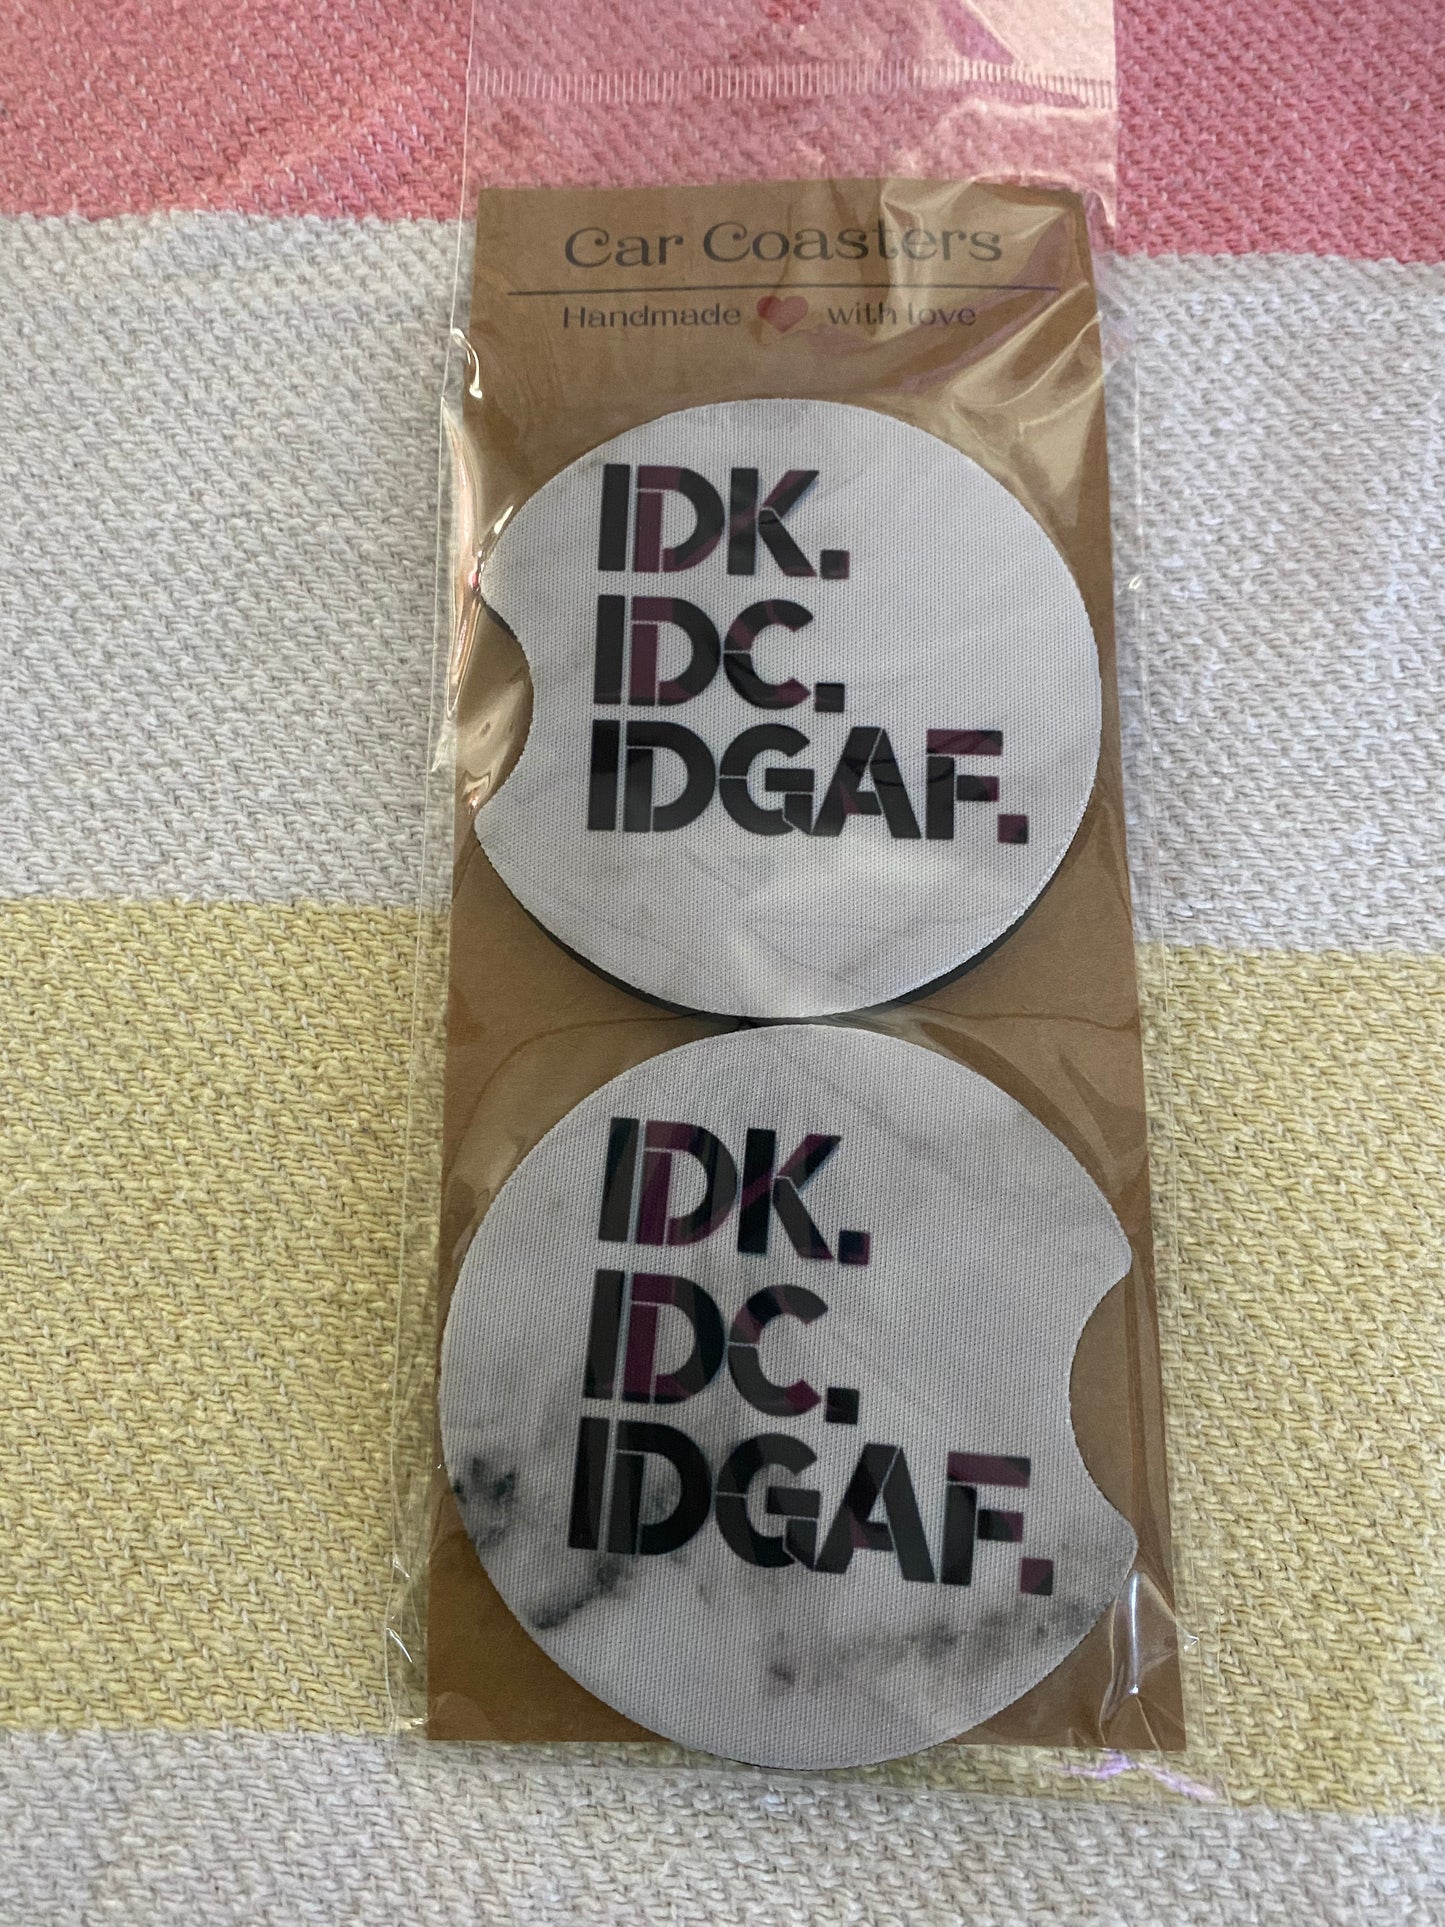 Car Coasters
Handmade with love
IDK.
IDC.
IDGAF.
IDK.
IDC.
IDGAF.